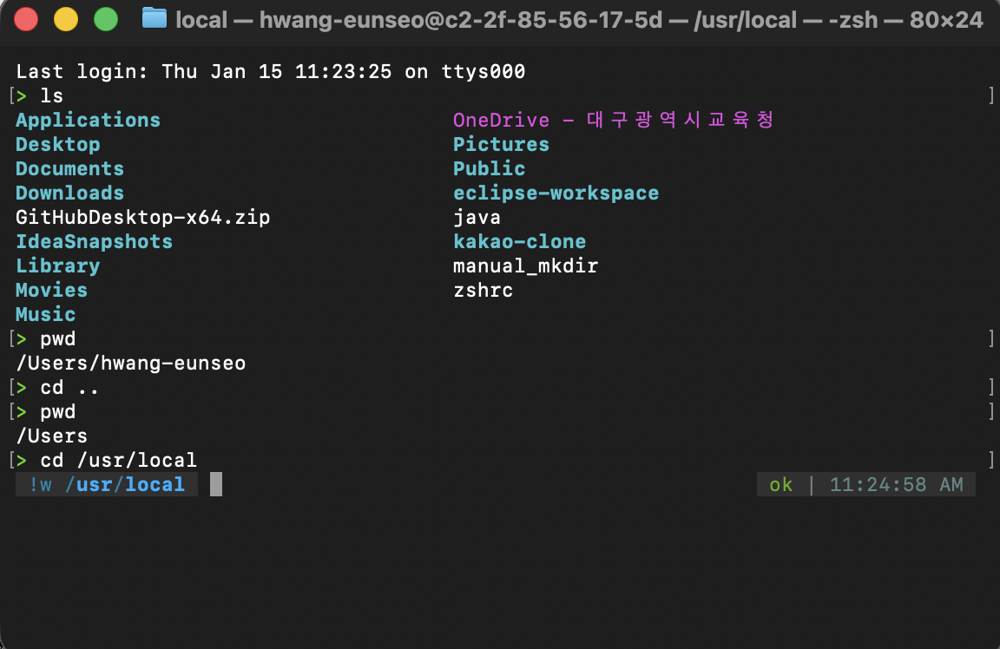 local — hwang-eunseo@c2-2f-85-56-17-5d — /usr/local — -zsh — 80×24
Last login: Thu Jan 15 11:23:25 on ttys000
[> ls ]
Applications OneDrive - 대구광역시교육청
Desktop Pictures
Documents Public
Downloads eclipse-workspace
GitHubDesktop-x64.zip java
IdeaSnapshots kakao-clone
Library manual_mkdir
Movies zshrc
Music
[> pwd ]
/Users/hwang-eunseo
[> cd .. ]
[> pwd ]
/Users
[> cd /usr/local ]
!w /usr/local ok | 11:24:58 AM